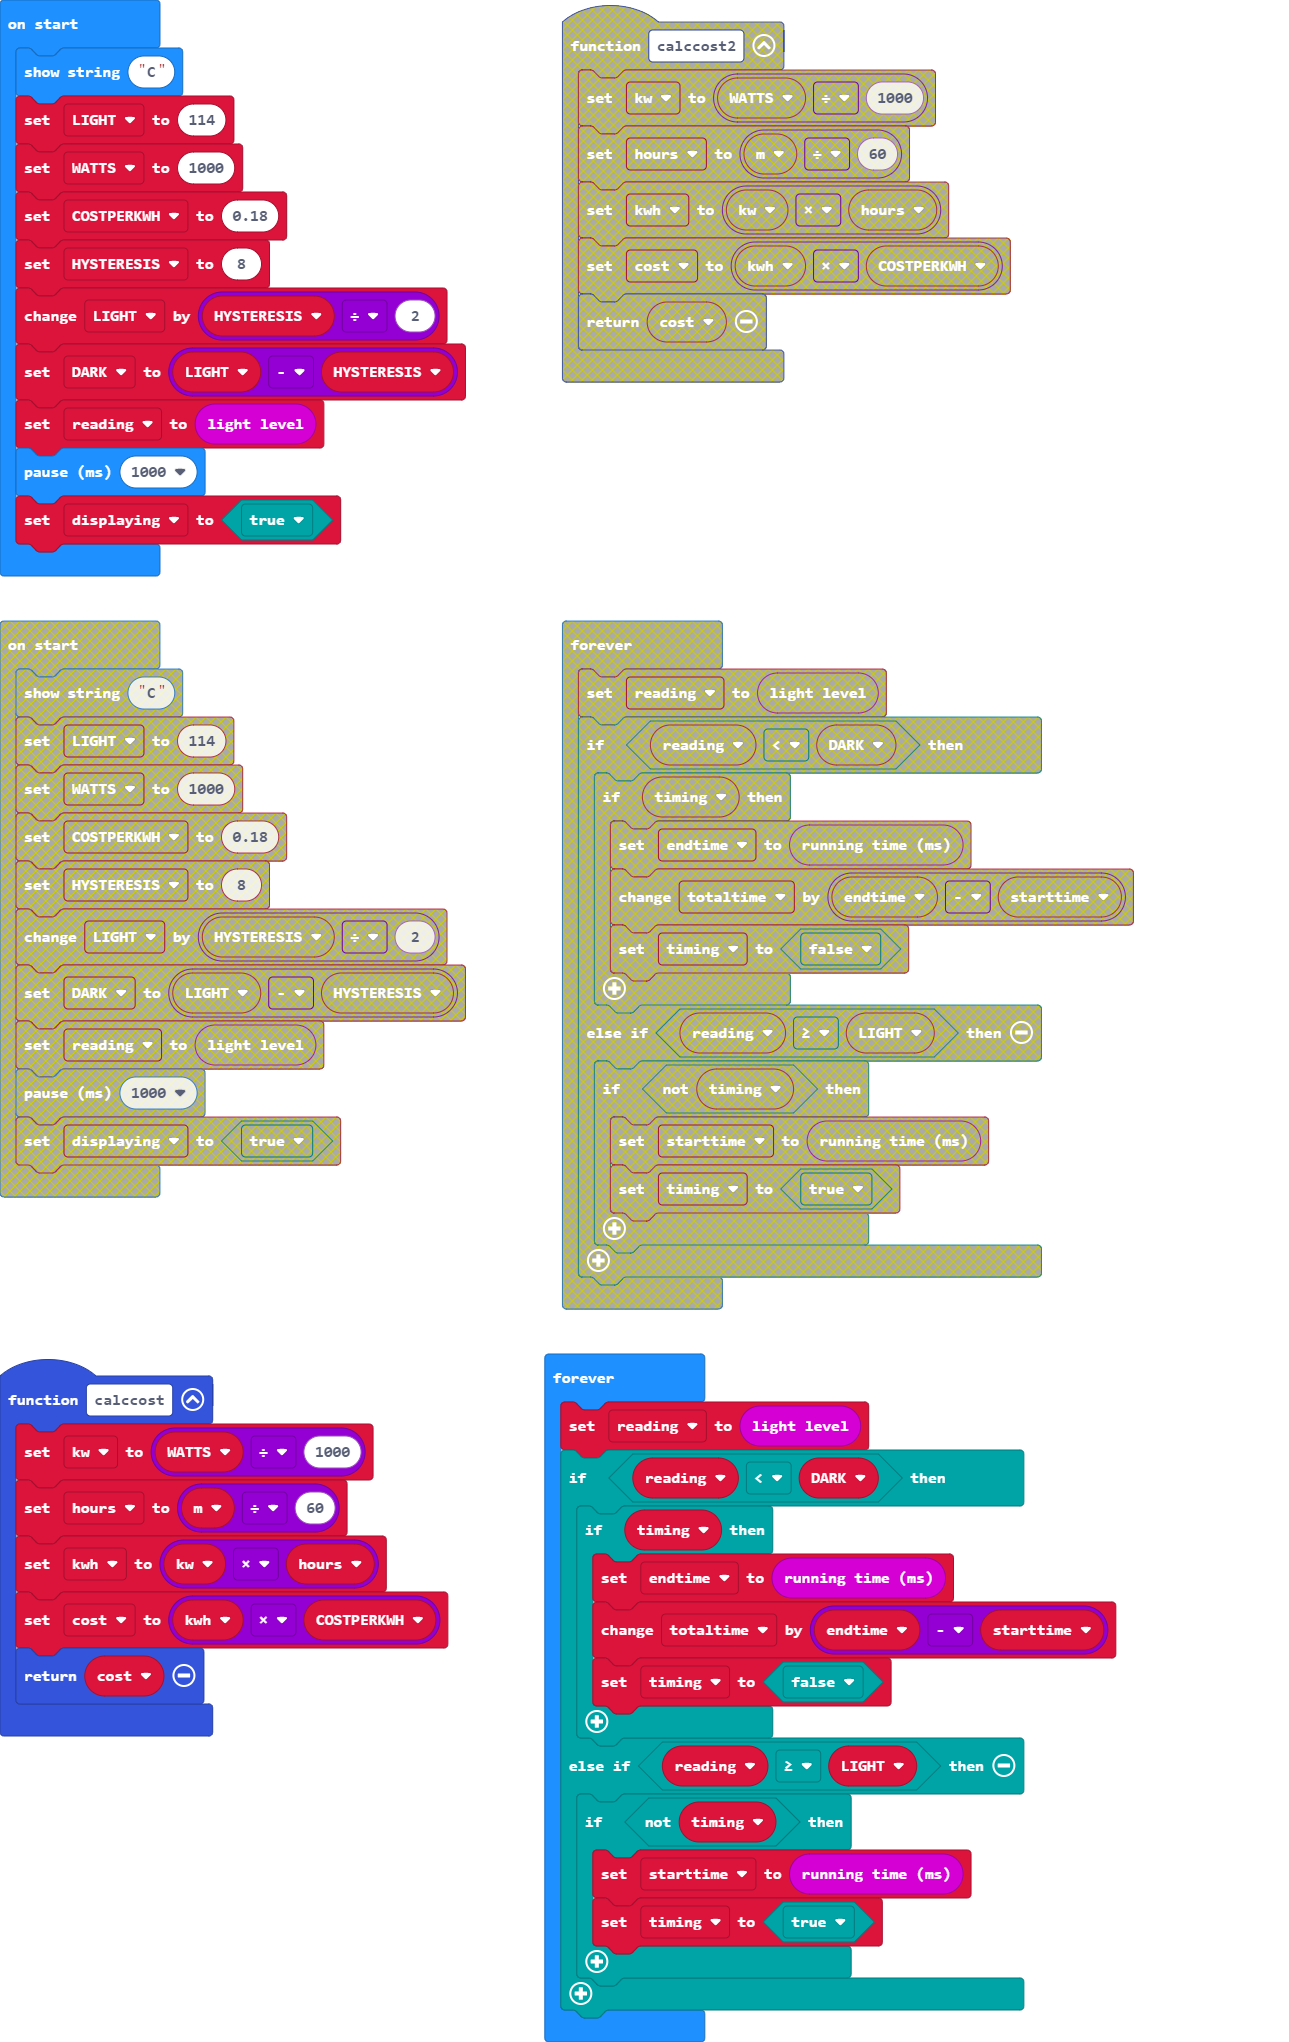 on start
show string "C"
set LIGHT to 114
set WATTS to 1000
set COSTPERKWH to 0.18
set HYSTERESIS to 8
change LIGHT by HYSTERESIS ÷ 2
set DARK to LIGHT - HYSTERESIS
set reading to light level
pause (ms) 1000
set displaying to true
function calccost2
set kw to WATTS ÷ 1000
set hours to m ÷ 60
set kwh to kw × hours
set cost to kwh × COSTPERKWH
return cost
on start
show string "C"
set LIGHT to 114
set WATTS to 1000
set COSTPERKWH to 0.18
set HYSTERESIS to 8
change LIGHT by HYSTERESIS ÷ 2
set DARK to LIGHT - HYSTERESIS
set reading to light level
pause (ms) 1000
set displaying to true
forever
set reading to light level
if reading < DARK then
if timing then
set endtime to running time (ms)
change totaltime by endtime - starttime
set timing to false
else if reading ≥ LIGHT then
if not timing then
set starttime to running time (ms)
set timing to true
function calccost
set kw to WATTS ÷ 1000
set hours to m ÷ 60
set kwh to kw × hours
set cost to kwh × COSTPERKWH
return cost
forever
set reading to light level
if reading < DARK then
if timing then
set endtime to running time (ms)
change totaltime by endtime - starttime
set timing to false
else if reading ≥ LIGHT then
if not timing then
set starttime to running time (ms)
set timing to true